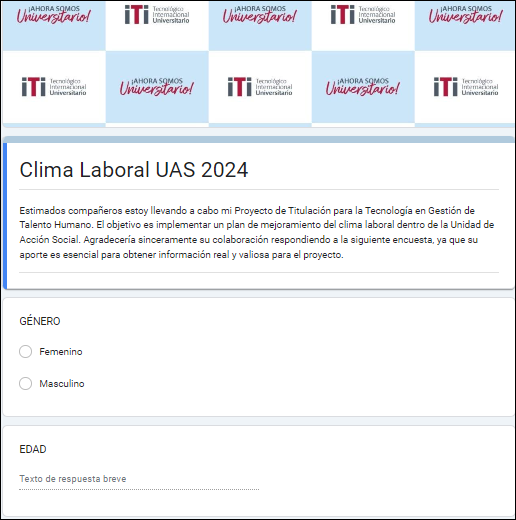 ¡AHORA SOMOS
Universitario!
iTi Tecnológico
Internacional
Universitario
¡AHORA SOMOS
Universitario!
iTi Tecnológico
Internacional
Universitario
¡AHORA SOMOS
Universitario!
iTi Tecnológico
Internacional
Universitario
¡AHORA SOMOS
Universitario!
iTi Tecnológico
Internacional
Universitario
¡AHORA SOMOS
Universitario!
iTi Tecnológico
Internacional
Universitario
Clima Laboral UAS 2024
Estimados compañeros estoy llevando a cabo mi Proyecto de Titulación para la Tecnología en Gestión de
Talento Humano. El objetivo es implementar un plan de mejoramiento del clima laboral dentro de la Unidad de
Acción Social. Agradecería sinceramente su colaboración respondiendo a la siguiente encuesta, ya que su
aporte es esencial para obtener información real y valiosa para el proyecto.
GÉNERO
Femenino
Masculino
EDAD
Texto de respuesta breve